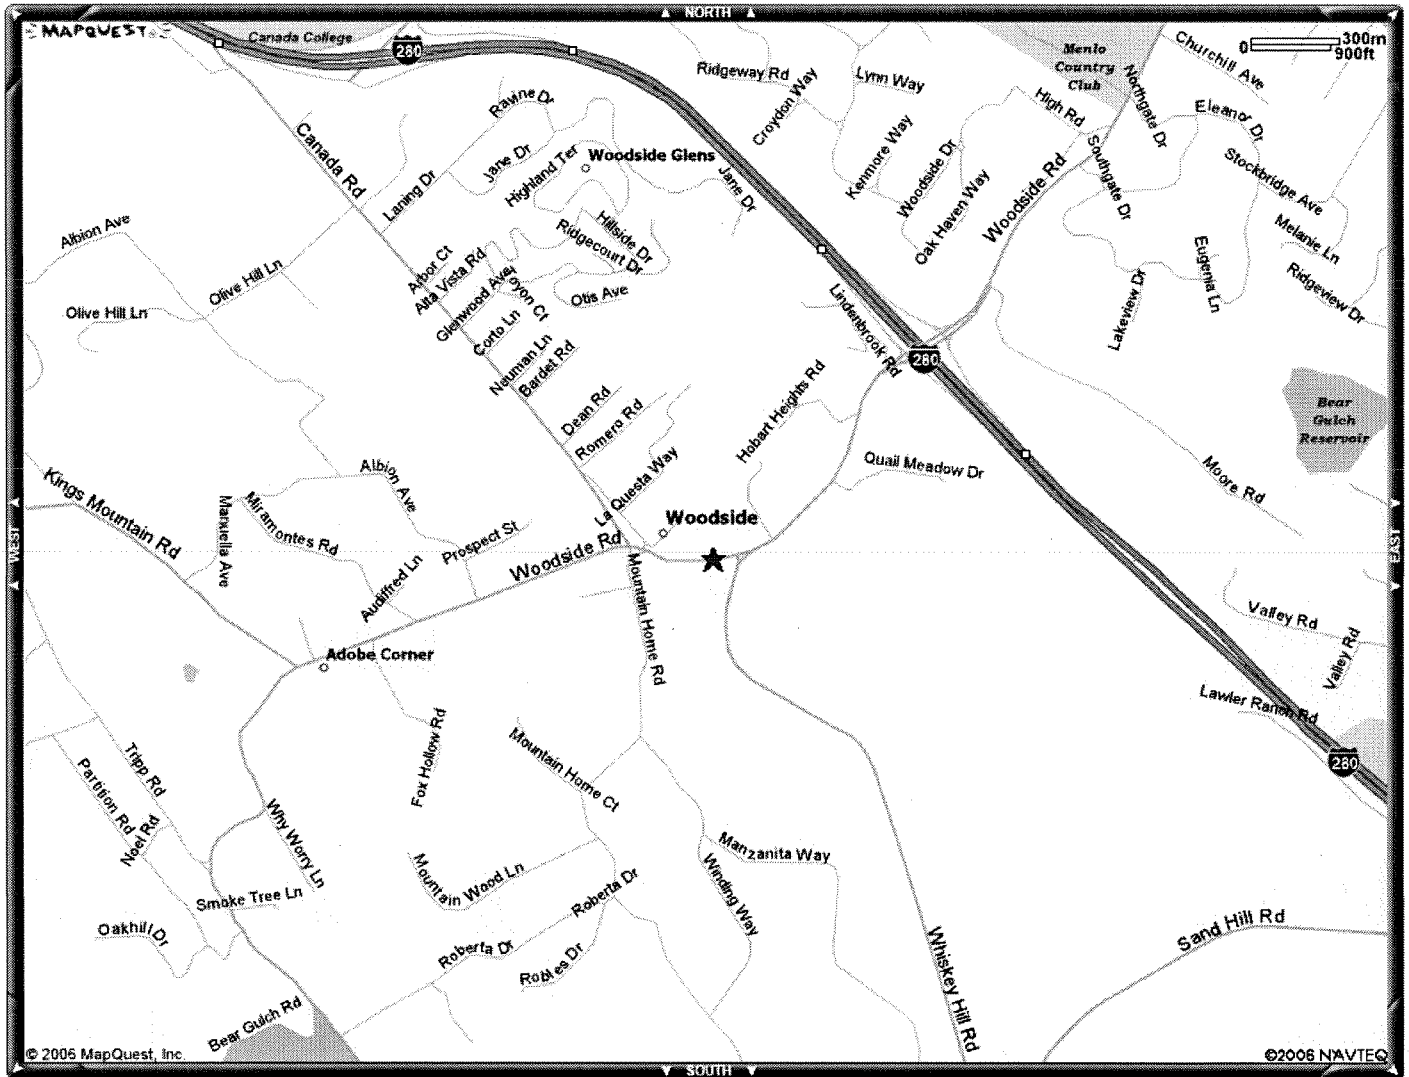 NORTH
MAPQUEST
Canada College
280
300m
0
900ft
Menlo
Country
Club
Churchill Ave
Ridgeway Rd
Croydon Way
Lynn Way
High Rd
Northgate Dr
Eleanor Dr
Ravine Dr
Canada Rd
Jane Dr
Highland Ter
Woodside Glens
Jane Dr
Kenmore Way
Woodside Dr
Oak Haven Way
Woodside Rd
Southgate Dr
Stockbridge Ave
Laning Dr
Albion Ave
Hillside Dr
Ridgecourt Dr
Melanie Ln
Eugenia Ln
Ridgeview Dr
Lakeview Dr
Arbor Ct
Alta Vista Rd
Glenwood Ave
Toyon Ct
Otis Ave
Olive Hill Ln
Olive Hill Ln
Lindenbrook Rd
Corto Ln
Neuman Ln
Bardet Rd
280
Hobart Heights Rd
Dean Rd
Romero Rd
Bear
Gulch
Reservoir
La Questa Way
Quail Meadow Dr
Moore Rd
Kings Mountain Rd
Albion Ave
Manuella Ave
Miramontes Rd
Prospect St
Audiffred Ln
Woodside Rd
Woodside
WEST
EAST
Mountain Home Rd
Valley Rd
Valley Rd
Adobe Corner
Lawler Ranch Rd
280
Fox Hollow Rd
Mountain Home Ct
Tripp Rd
Partition Rd
Noel Rd
Why Worry Ln
Manzanita Way
Winding Way
Mountain Wood Ln
Smoke Tree Ln
Roberta Dr
Oakhill Dr
Roberta Dr
Robles Dr
Whiskey Hill Rd
Sand Hill Rd
Bear Gulch Rd
© 2006 MapQuest, Inc.
©2006 NAVTEQ
SOUTH